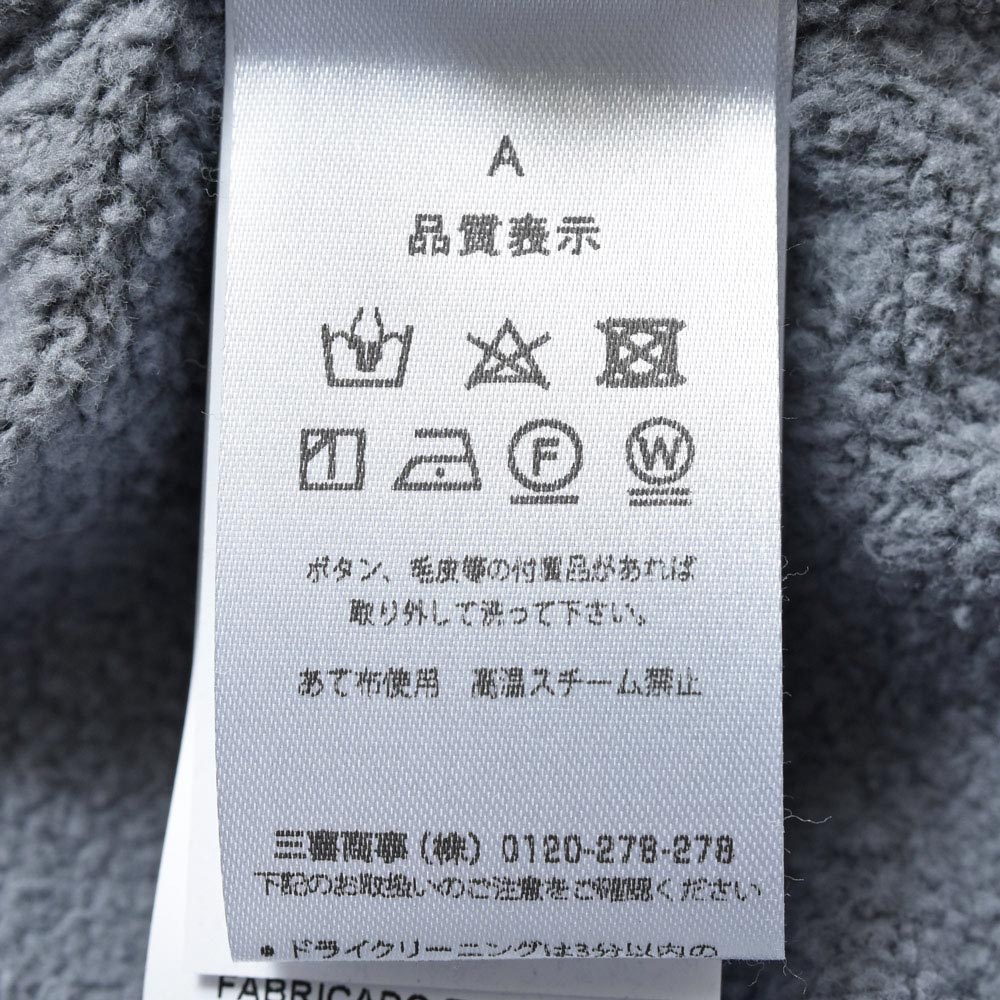 A
品質表示
F W
ボタン、毛皮等の付属品があれば
取り外して洗って下さい。
あて布使用 高温スチーム禁止
三喜商事(株) 0120-278-278
下記のお取扱いのご注意をご確認ください
・ドライクリーニングは3分以内の
FABRICADO